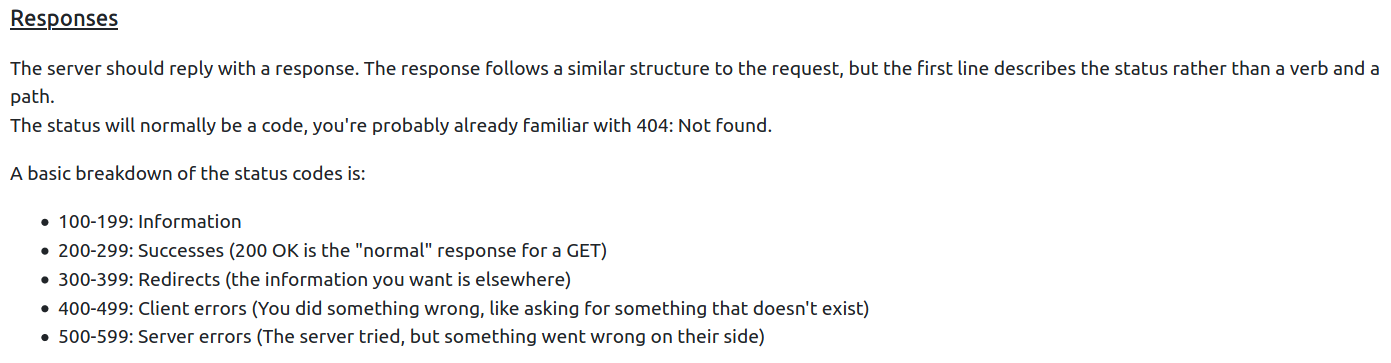 Responses
The server should reply with a response. The response follows a similar structure to the request, but the first line describes the status rather than a verb and a
path.
The status will normally be a code, you're probably already familiar with 404: Not found.
A basic breakdown of the status codes is:
• 100-199: Information
• 200-299: Successes (200 OK is the "normal" response for a GET)
• 300-399: Redirects (the information you want is elsewhere)
• 400-499: Client errors (You did something wrong, like asking for something that doesn't exist)
• 500-599: Server errors (The server tried, but something went wrong on their side)